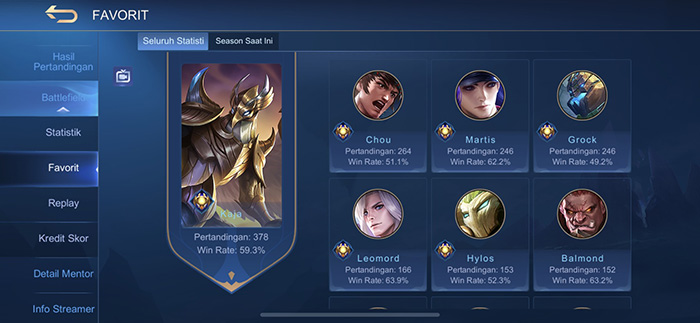 FAVORIT
Seluruh Statisti
Season Saat Ini
Hasil
Pertandingan
Battlefield
Statistik
Favorit
Replay
Kredit Skor
Detail Mentor
Info Streamer
Kaja
Pertandingan: 378
Win Rate: 59.3%
Chou
Pertandingan: 264
Win Rate: 51.1%
Martis
Pertandingan: 246
Win Rate: 62.2%
Grock
Pertandingan: 246
Win Rate: 49.2%
Leomord
Pertandingan: 166
Win Rate: 63.9%
Hylos
Pertandingan: 153
Win Rate: 52.3%
Balmond
Pertandingan: 152
Win Rate: 63.2%